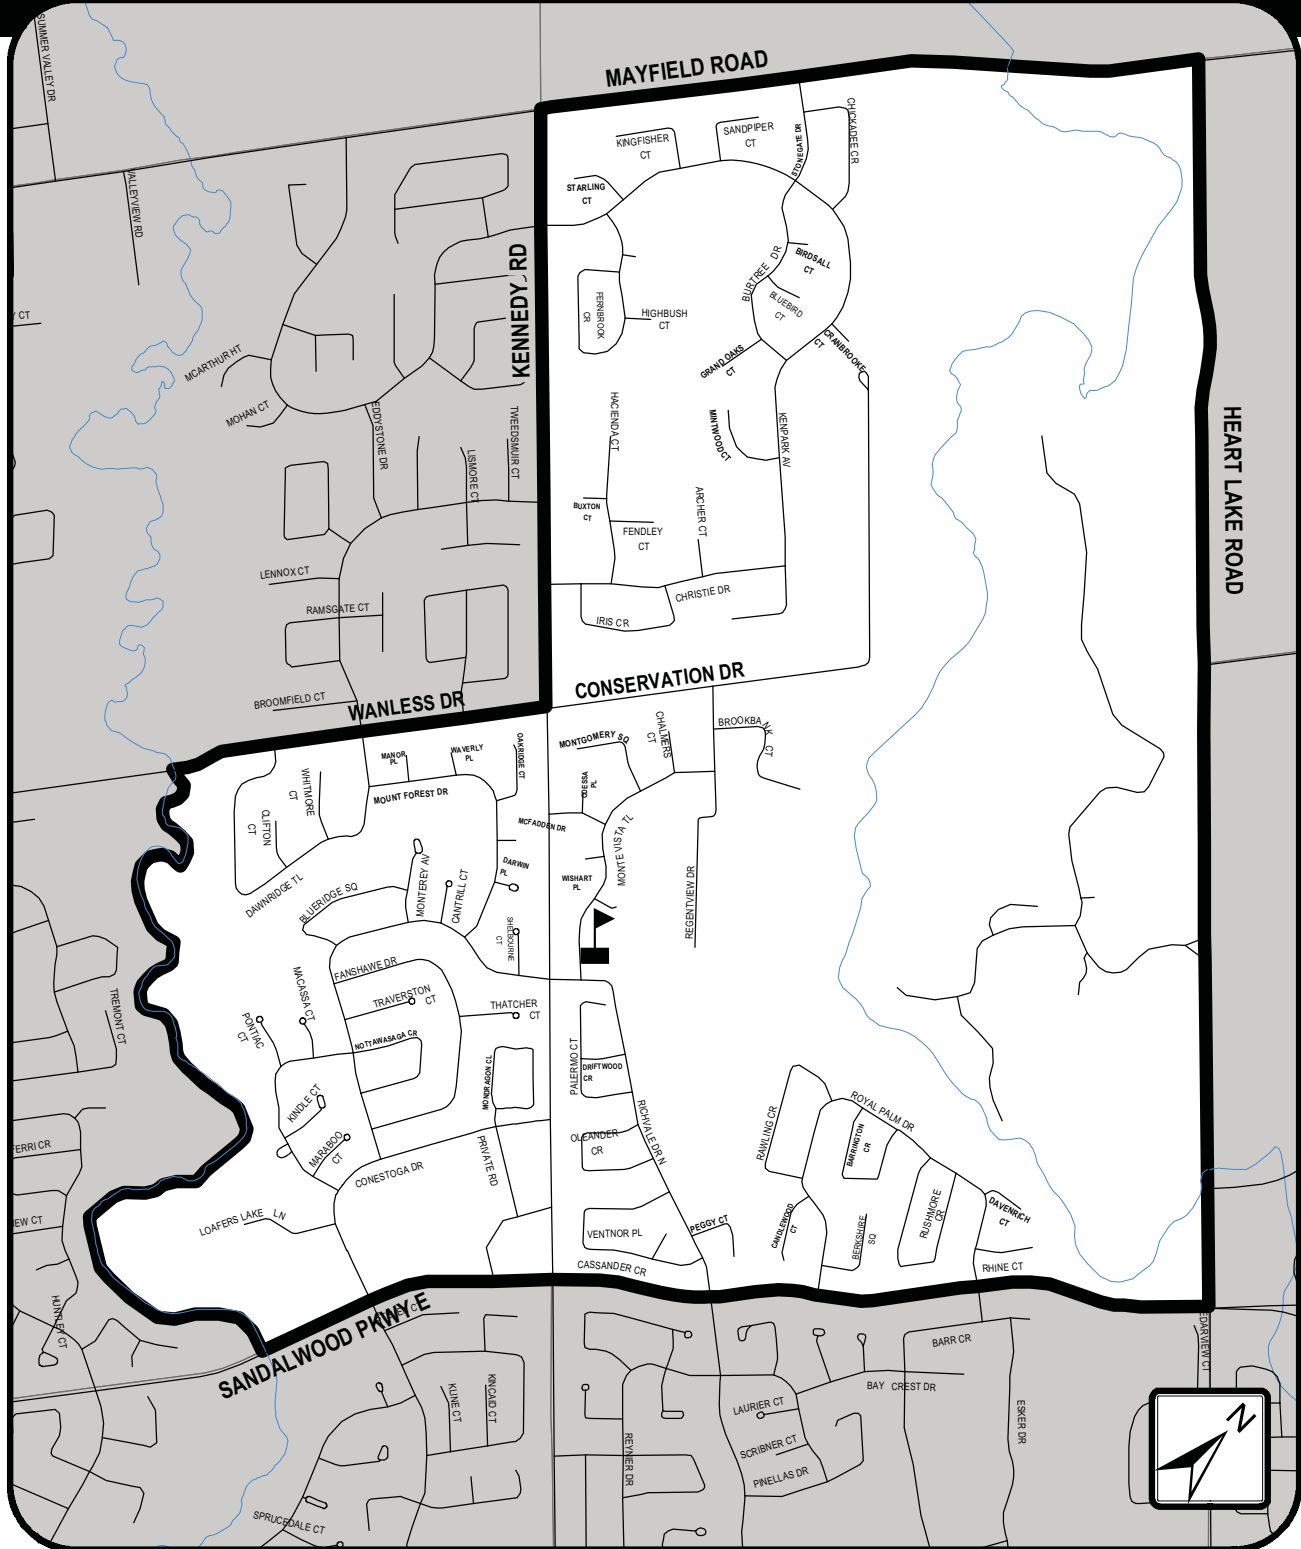 SUMMER VALLEY DR
MAYFIELD ROAD
KINGFISHER
CT
SANDPIPER
CT
STONEGATE DR
CHICKADEE CR
VALLEYVIEW RD
STARLING
CT
KENNEDY RD
BURTREE DR
BIRDSALL
CT
BLUEBIRD
CT
FERNBROOK
CR
HIGHBUSH
CT
CRANBROOKE
CT
GRAND OAKS
CT
MCARTHUR HT
MOHAN CT
EDDYSTONE DR
LISMORE CT
TWEEDSMUIR CT
HACIENDA CT
MINTWOOD CT
KENPARK AV
HEART LAKE ROAD
BUXTON
CT
FENDLEY
CT
ARCHER CT
LENNOX CT
RAMSGATE CT
CHRISTIE DR
IRIS CR
CONSERVATION DR
BROOMFIELD CT
WANLESS DR
MONTGOMERY SQ
CHALMERS
CT
BROOKBANK CT
MANOR
PL
WAVERLY
PL
OAKRIDGE CT
ODESSA
PL
WHITMORE
CT
MOUNT FOREST DR
CLIFTON
CT
MCFADDEN DR
MONTE VISTA TL
DAWNRIDGE TL
BLUERIDGE SQ
MONTEREY AV
CANTRILL CT
DARWIN
PL
WISHART
PL
REGENTVIEW DR
SHELBOURNE
CT
FANSHAWE DR
MACASSA CT
TRAVERSTON
CT
THATCHER
CT
TREMONT CT
PONTIAC
CT
NOTTAWASAGA CR
MONDRAGON CL
PALERMO CT
DRIFTWOOD
CR
KINDLE CT
MARABOO
CT
CONESTOGA DR
PRIVATE RD
OLEANDER
CR
RICHVALE DR N
RAWLING CR
ROYAL PALM DR
BARRINGTON
CR
FERRI CR
LOAFERS LAKE LN
VENTNOR PL
PEGGY CT
CANDLEWOOD
CT
BERKSHIRE
SQ
RUSHMORE
CR
DAVENRICH
CT
CASSANDER CR
RHINE CT
HUNTLEY CT
SANDALWOOD PKWY E
BARR CR
BAY CREST DR
KLINE CT
KINCAID CT
LAURIER CT
SCRIBNER CT
PINELLAS DR
REYNIER DR
ESKER DR
SPRUCEDALE CT
N